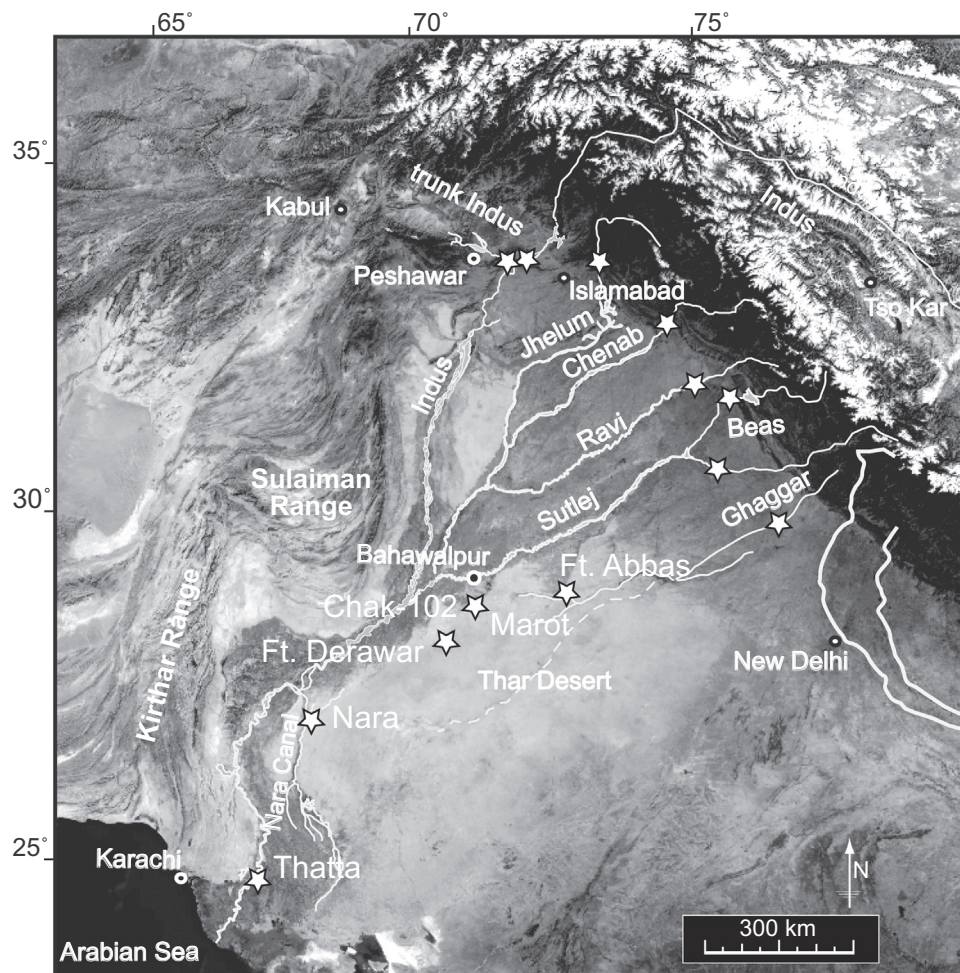 65°
70°
75°
35°
trunk Indus
Indus
Kabul
Peshawar
Islamabad
Tso Kar
Jhelum
Chenab
Indus
Ravi
Beas
Sulaiman
Range
Sutlej
Ghaggar
30°
Bahawalpur
Ft. Abbas
Chak-102
Marot
Ft. Derawar
New Delhi
Kirthar Range
Thar Desert
Nara
Nara Canal
25°
Karachi
Thatta
N
300 km
Arabian Sea